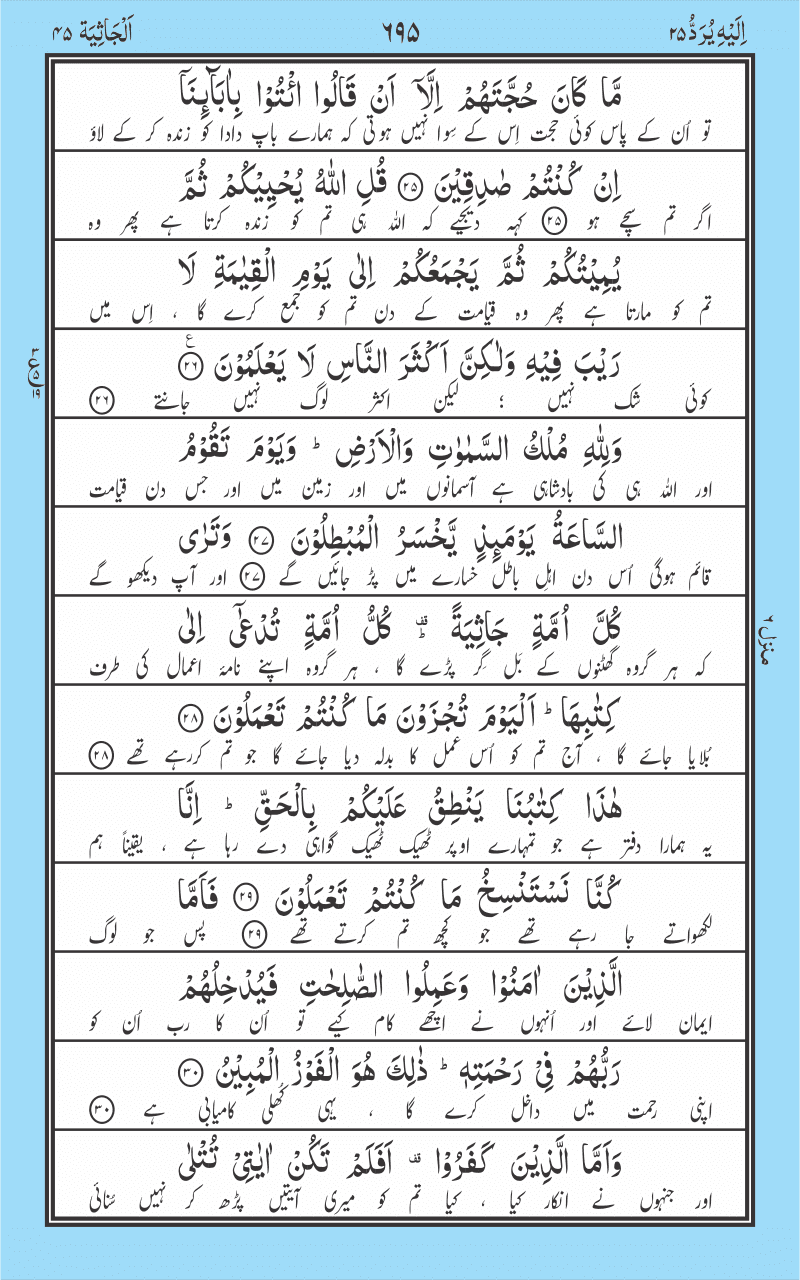 اِلَیْهِ یُرَدُّ ۲۵
۶۹۵
اَلْجَاثِیَة ۴۵
مَّا كَانَ حُجَّتَهُمْ اِلَّاۤ اَنْ قَالُوا ائْتُوْا بِاٰبَآىِٕنَاۤ
تو اُن کے پاس کوئی حجت اِس کے سِوا نہیں ہوتی کہ ہمارے باپ دادا کو زندہ کر کے لاؤ
اِنْ كُنْتُمْ صٰدِقِیْنَ ۲۵ قُلِ اللّٰهُ یُحْیِیْكُمْ ثُمَّ
اگر تم سچے ہو ۲۵ کہہ دیجیے کہ اللہ ہی تم کو زندہ کرتا ہے پھر وہ
یُمِیْتُكُمْ ثُمَّ یَجْمَعُكُمْ اِلٰى یَوْمِ الْقِیٰمَةِ لَا
تم کو مارتا ہے پھر وہ قیامت کے دن تم کو جمع کرے گا ، اِس میں
رَیْبَ فِیْهِ وَلٰكِنَّ اَكْثَرَ النَّاسِ لَا یَعْلَمُوْنَ ۲۶ ع
کوئی شک نہیں ؛ لیکن اکثر لوگ نہیں جانتے ۲۶
وَلِلّٰهِ مُلْكُ السَّمٰوٰتِ وَالْاَرْضِ ؕ وَیَوْمَ تَقُوْمُ
اور اللہ ہی کی بادشاہی ہے آسمانوں میں اور زمین میں اور جس دن قیامت
السَّاعَةُ یَوْمَىِٕذٍ یَّخْسَرُ الْمُبْطِلُوْنَ ۲۷ وَتَرٰى
قائم ہوگی اُس دن اہلِ باطل خسارے میں پڑ جائیں گے ۲۷ اور آپ دیکھو گے
كُلَّ اُمَّةٍ جَاثِیَةً ؕ۫ كُلُّ اُمَّةٍ تُدْعٰۤى اِلٰى
کہ ہر گروہ گھٹنوں کے بَل گِر پڑے گا ، ہر گروہ اپنے نامۂ اعمال کی طرف
كِتٰبِهَا ؕ اَلْیَوْمَ تُجْزَوْنَ مَا كُنْتُمْ تَعْمَلُوْنَ ۲۸
بُلایا جائے گا ، آج تم کو اُس عمل کا بدلہ دیا جائے گا جو تم کررہے تھے ۲۸
هٰذَا كِتٰبُنَا یَنْطِقُ عَلَیْكُمْ بِالْحَقِّ ؕ اِنَّا
یہ ہمارا دفتر ہے جو تمہارے اوپر ٹھیک ٹھیک گواہی دے رہا ہے ، یقیناً ہم
كُنَّا نَسْتَنْسِخُ مَا كُنْتُمْ تَعْمَلُوْنَ ۲۹ فَاَمَّا
لکھواتے جا رہے تھے جو کچھ تم کرتے تھے ۲۹ پس جو لوگ
الَّذِیْنَ اٰمَنُوْا وَعَمِلُوا الصّٰلِحٰتِ فَیُدْخِلُهُمْ
ایمان لائے اور اُنہوں نے اچھے کام کیے تو اُن کا رب اُن کو
رَبُّهُمْ فِیْ رَحْمَتِهٖ ؕ ذٰلِكَ هُوَ الْفَوْزُ الْمُبِیْنُ ۳۰
اپنی رحمت میں داخل کرے گا ، یہی کُھلی کامیابی ہے ۳۰
وَاَمَّا الَّذِیْنَ كَفَرُوْا ۫ اَفَلَمْ تَكُنْ اٰیٰتِیْ تُتْلٰى
اور جنہوں نے انکار کیا ، کیا تم کو میری آیتیں پڑھ کر نہیں سُنائی
منزل ۶